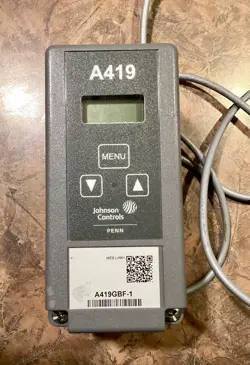 A419
MENU
Johnson
Controls
PENN
A419GBF-1